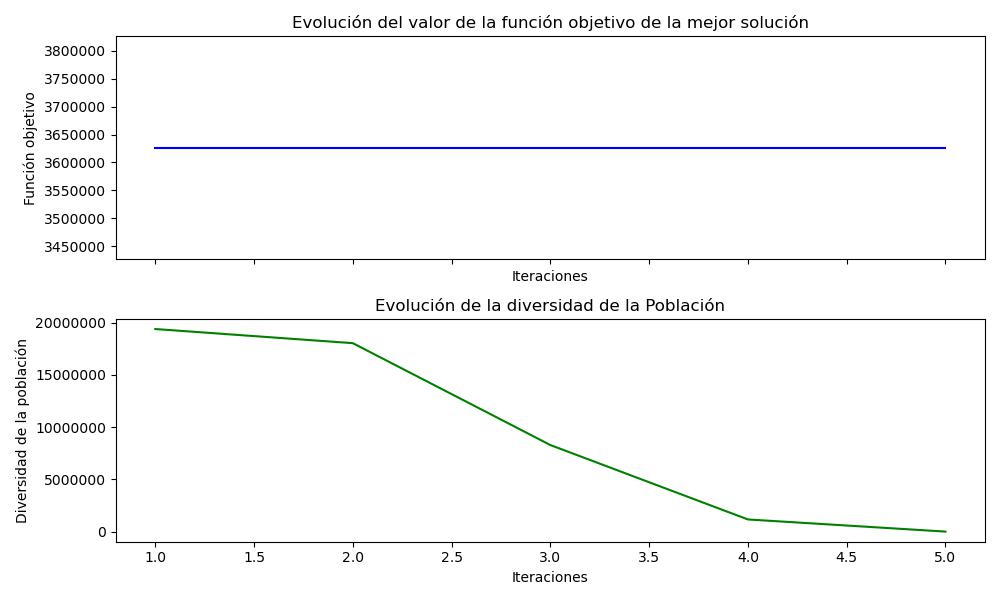 Evolución del valor de la función objetivo de la mejor solución
3800000
3750000
3700000
3650000
3600000
3550000
3500000
3450000
Función objetivo
Iteraciones
Evolución de la diversidad de la Población
20000000
15000000
10000000
5000000
0
Diversidad de la población
1.0 1.5 2.0 2.5 3.0 3.5 4.0 4.5 5.0
Iteraciones